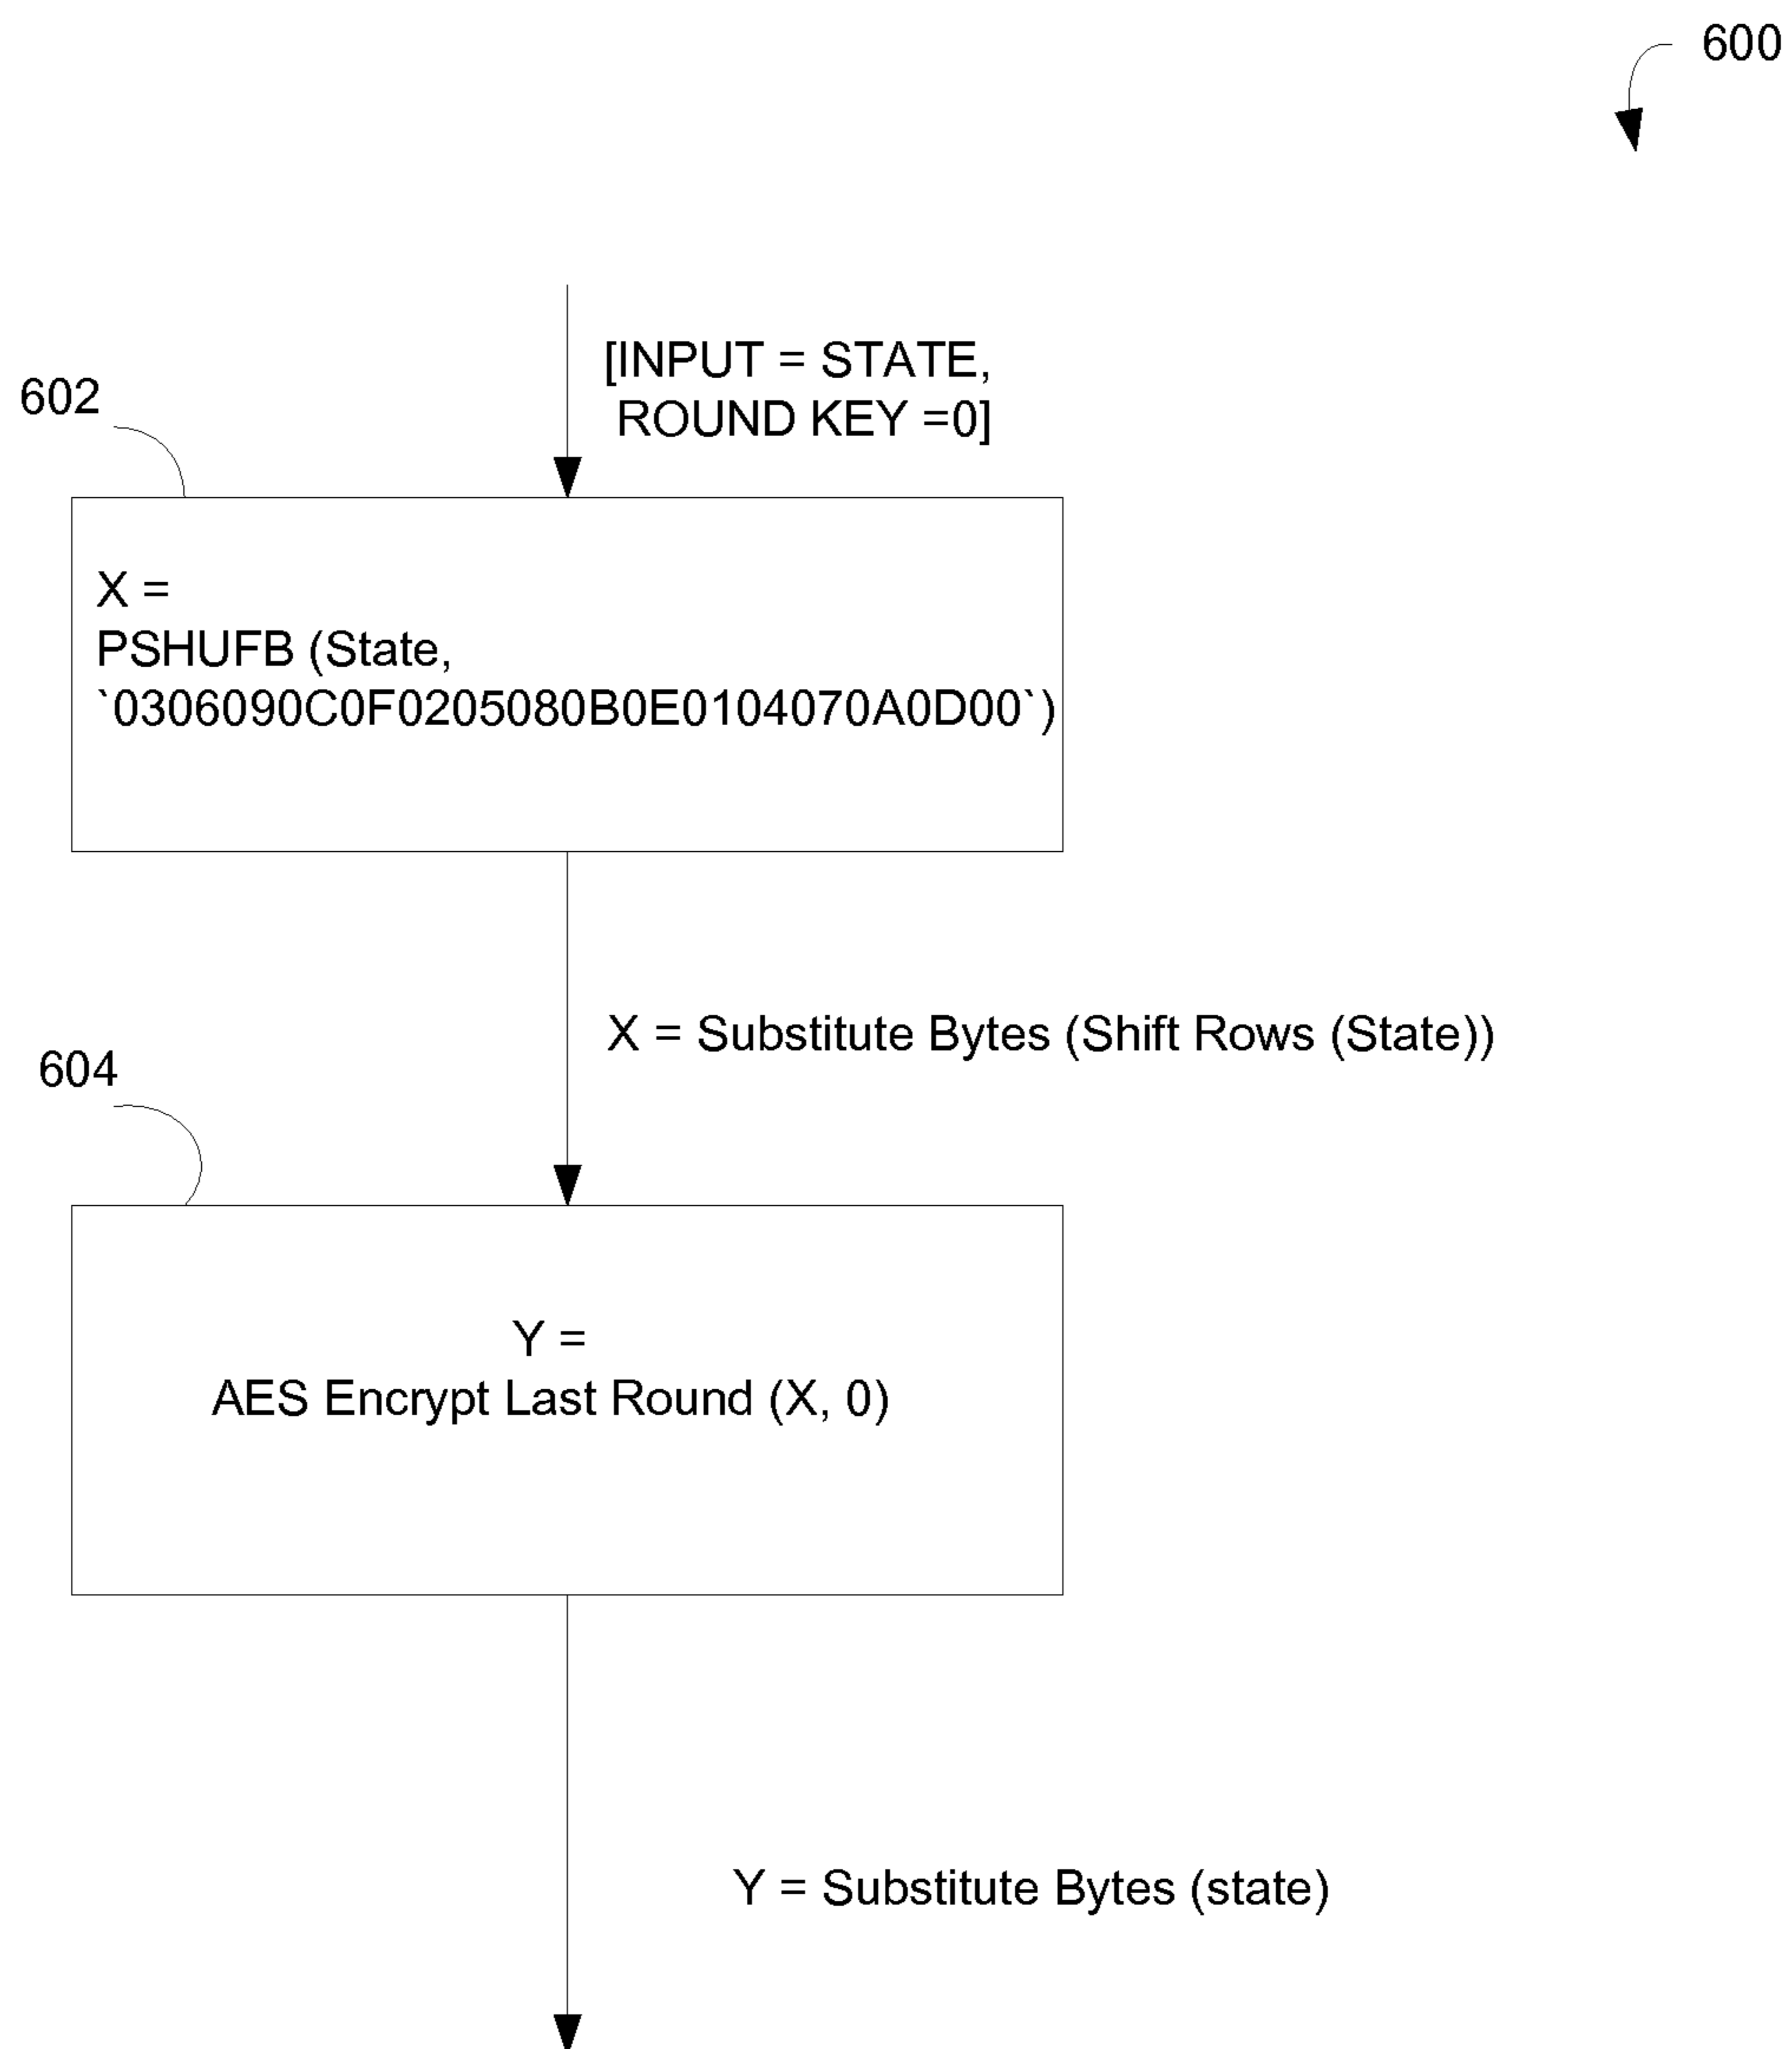 600
[INPUT = STATE,
ROUND KEY =0]
602
X =
PSHUFB (State,
`0306090C0F0205080B0E0104070A0D00`)
X = Substitute Bytes (Shift Rows (State))
604
Y =
AES Encrypt Last Round (X, 0)
Y = Substitute Bytes (state)